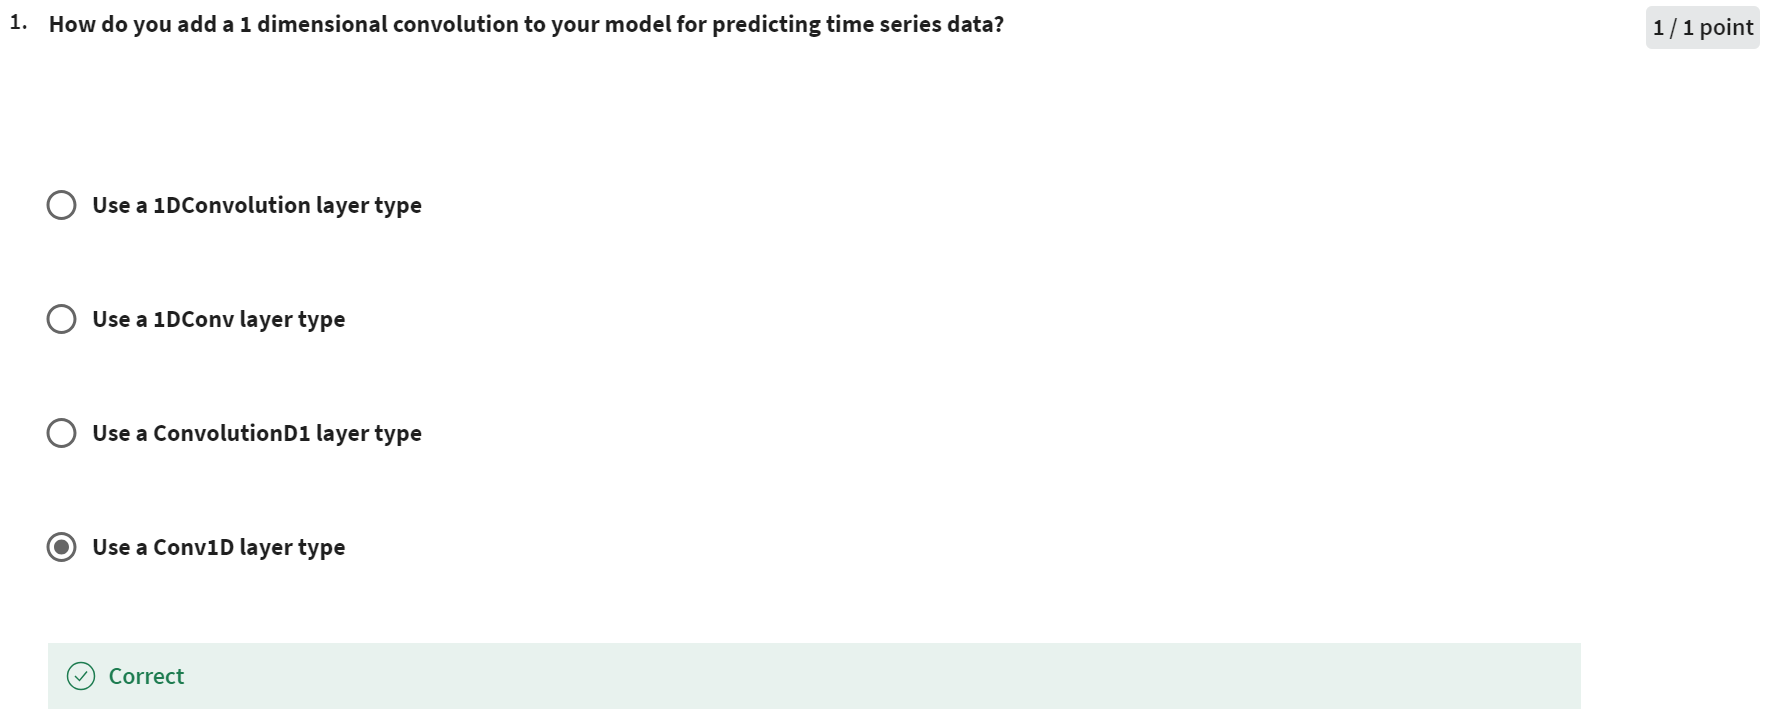 1. How do you add a 1 dimensional convolution to your model for predicting time series data?
1 / 1 point
Use a 1DConvolution layer type
Use a 1DConv layer type
Use a ConvolutionD1 layer type
Use a Conv1D layer type
Correct